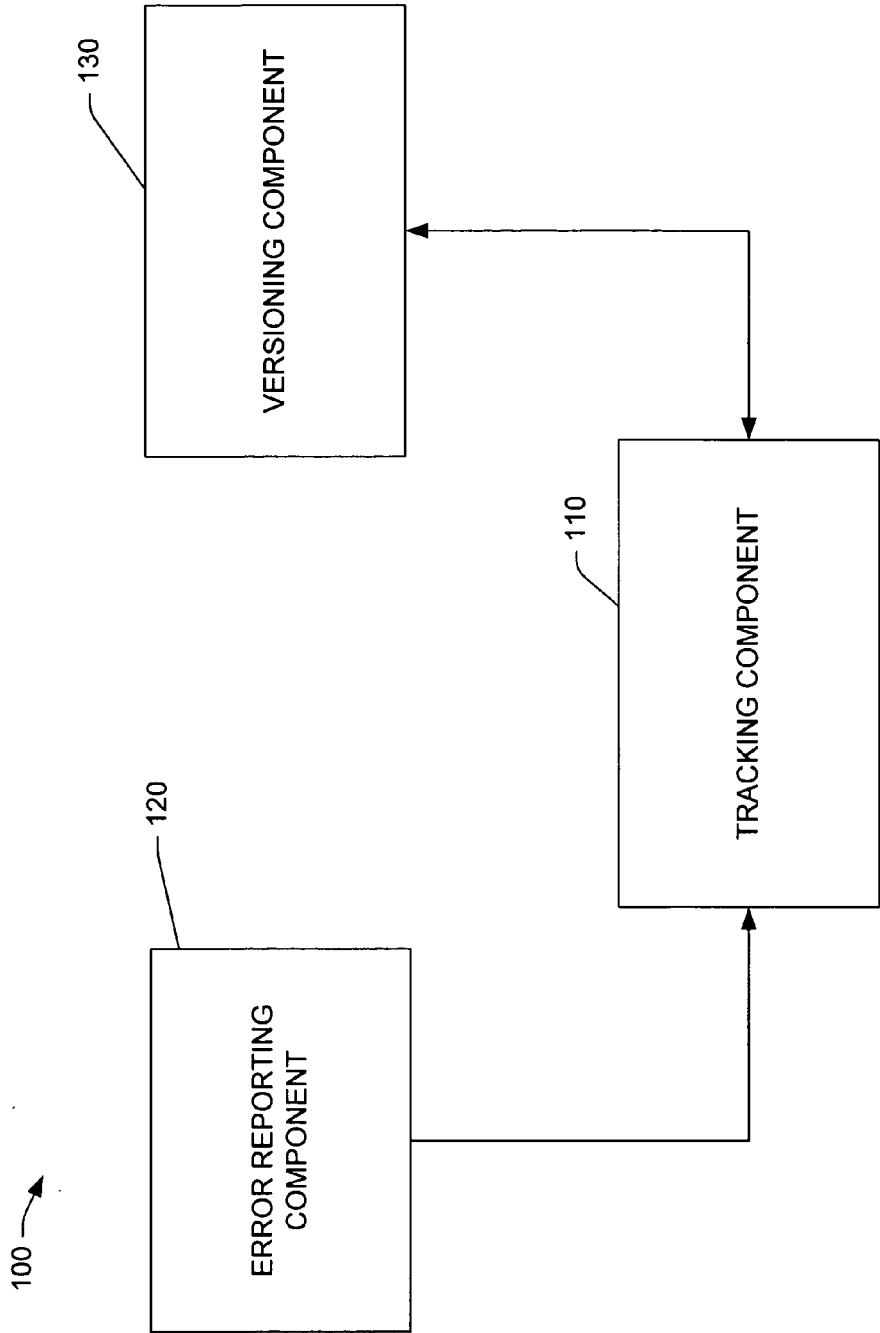 100
120
ERROR REPORTING
COMPONENT
130
VERSIONING COMPONENT
110
TRACKING COMPONENT